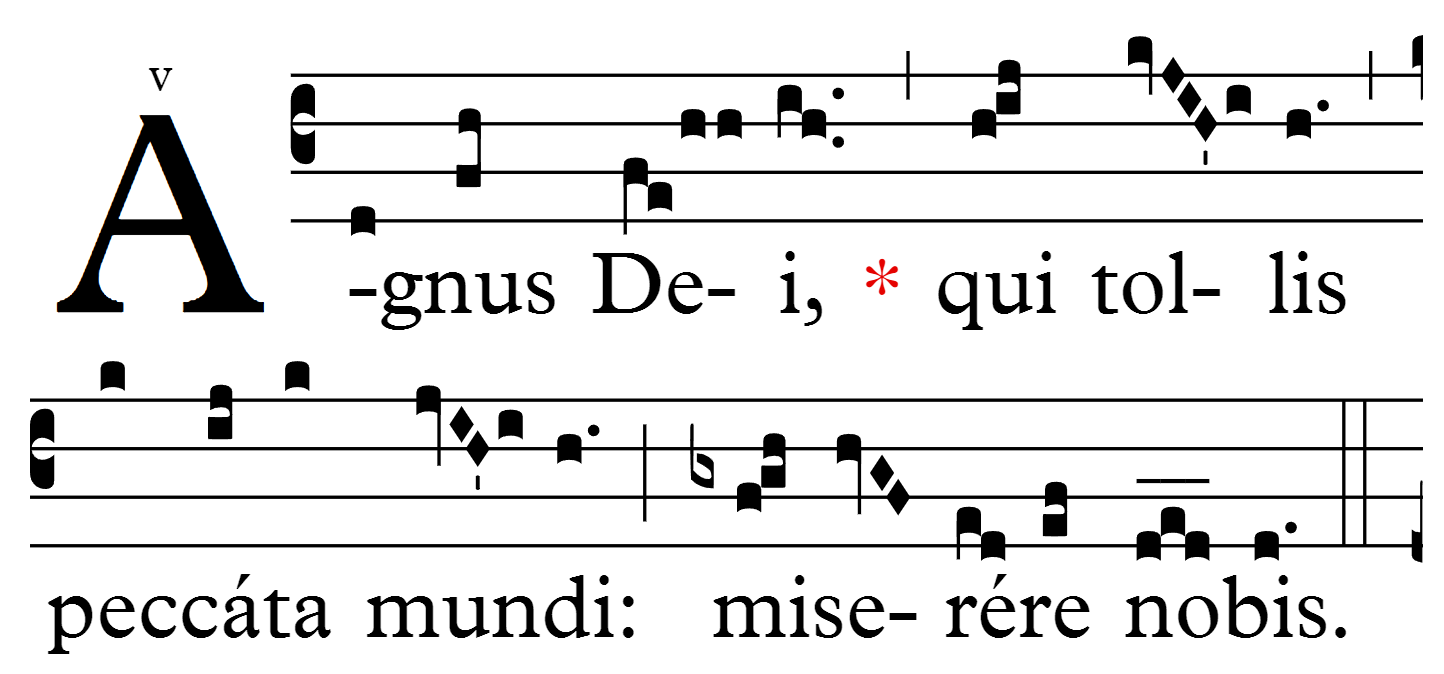 v
A-gnus De- i, * qui tol- lis
peccáta mundi: mise- rére nobis.